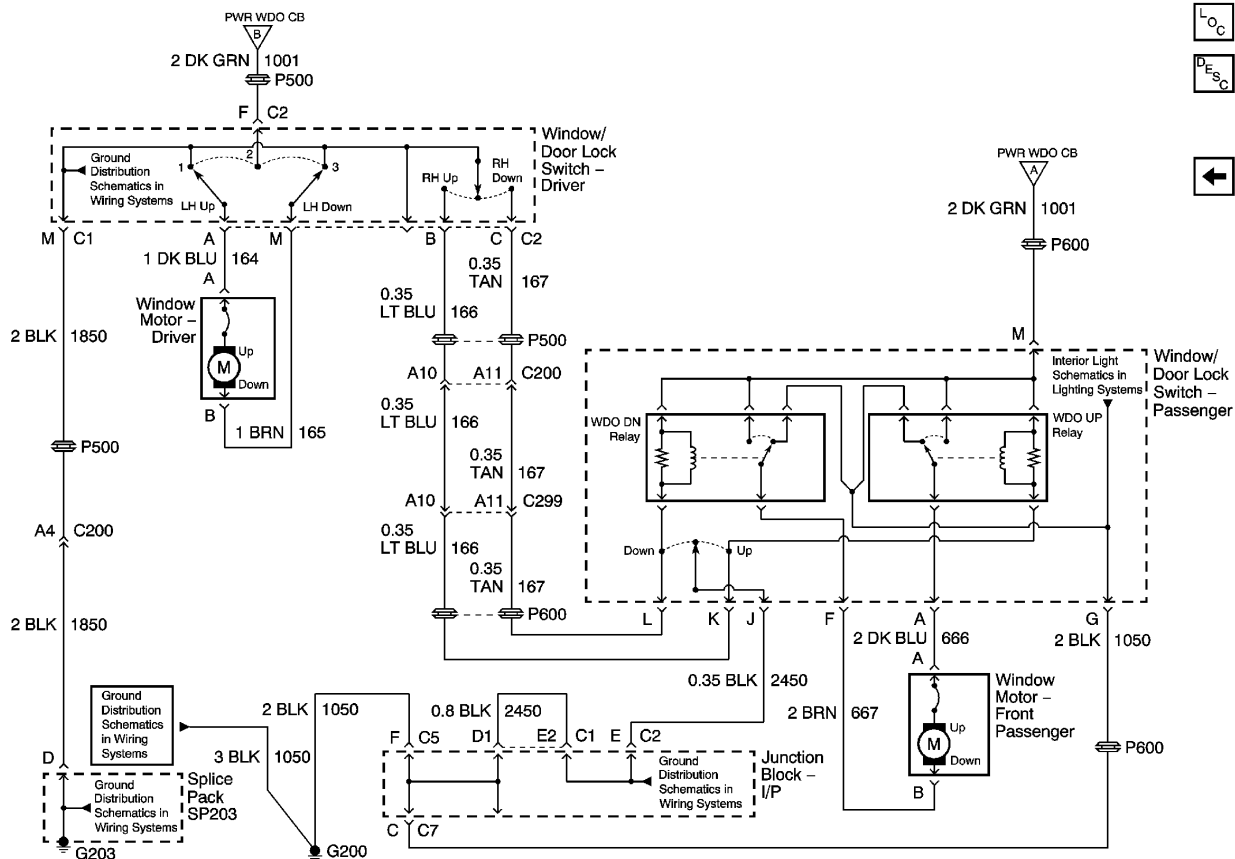 PWR WDO CB
B
2 DK GRN 1001
P500
F C2
L O C
D E S C
Window/
Door Lock
Switch –
Driver
Ground
Distribution
Schematics in
Wiring Systems
1
2
3
LH Up
LH Down
RH Up
RH
Down
M C1
A
M
B
C C2
1 DK BLU 164
A
Window
Motor –
Driver
Up
M
Down
B
1 BRN 165
2 BLK 1850
P500
A4 C200
2 BLK 1850
0.35
TAN 167
0.35
LT BLU 166
P500
A10 A11 C200
0.35
LT BLU 166
0.35
TAN 167
A10 A11 C299
0.35
LT BLU 166
0.35
TAN 167
P600
PWR WDO CB
A
2 DK GRN 1001
P600
M
Interior Light
Schematics in
Lighting Systems
Window/
Door Lock
Switch –
Passenger
WDO DN
Relay
WDO UP
Relay
Down
Up
L
K
J
F
A
G
2 DK BLU 666
A
2 BLK 1050
0.35 BLK 2450
2 BRN 667
Window
Motor –
Front
Passenger
Up
M
Down
B
P600
Ground
Distribution
Schematics
in Wiring
Systems
2 BLK 1050
3 BLK 1050
0.8 BLK 2450
F C5
D1
E2 C1
E C2
Ground
Distribution
Schematics in
Wiring Systems
Junction
Block –
I/P
C C7
D
Ground
Distribution
Schematics in
Wiring Systems
Splice
Pack
SP203
G203
G200